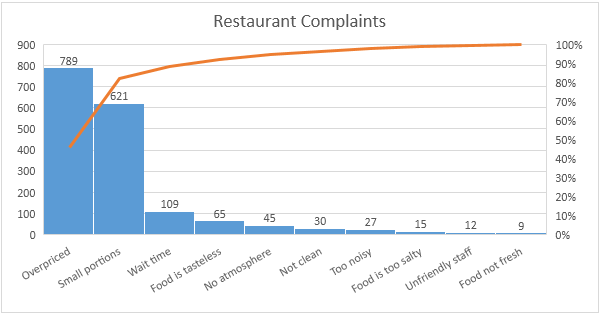 Restaurant Complaints
900
800
700
600
500
400
300
200
100
0
100%
90%
80%
70%
60%
50%
40%
30%
20%
10%
0%
789
621
109
65
45
30
27
15
12
9
Overpriced
Small portions
Wait time
Food is tasteless
No atmosphere
Not clean
Too noisy
Food is too salty
Unfriendly staff
Food not fresh